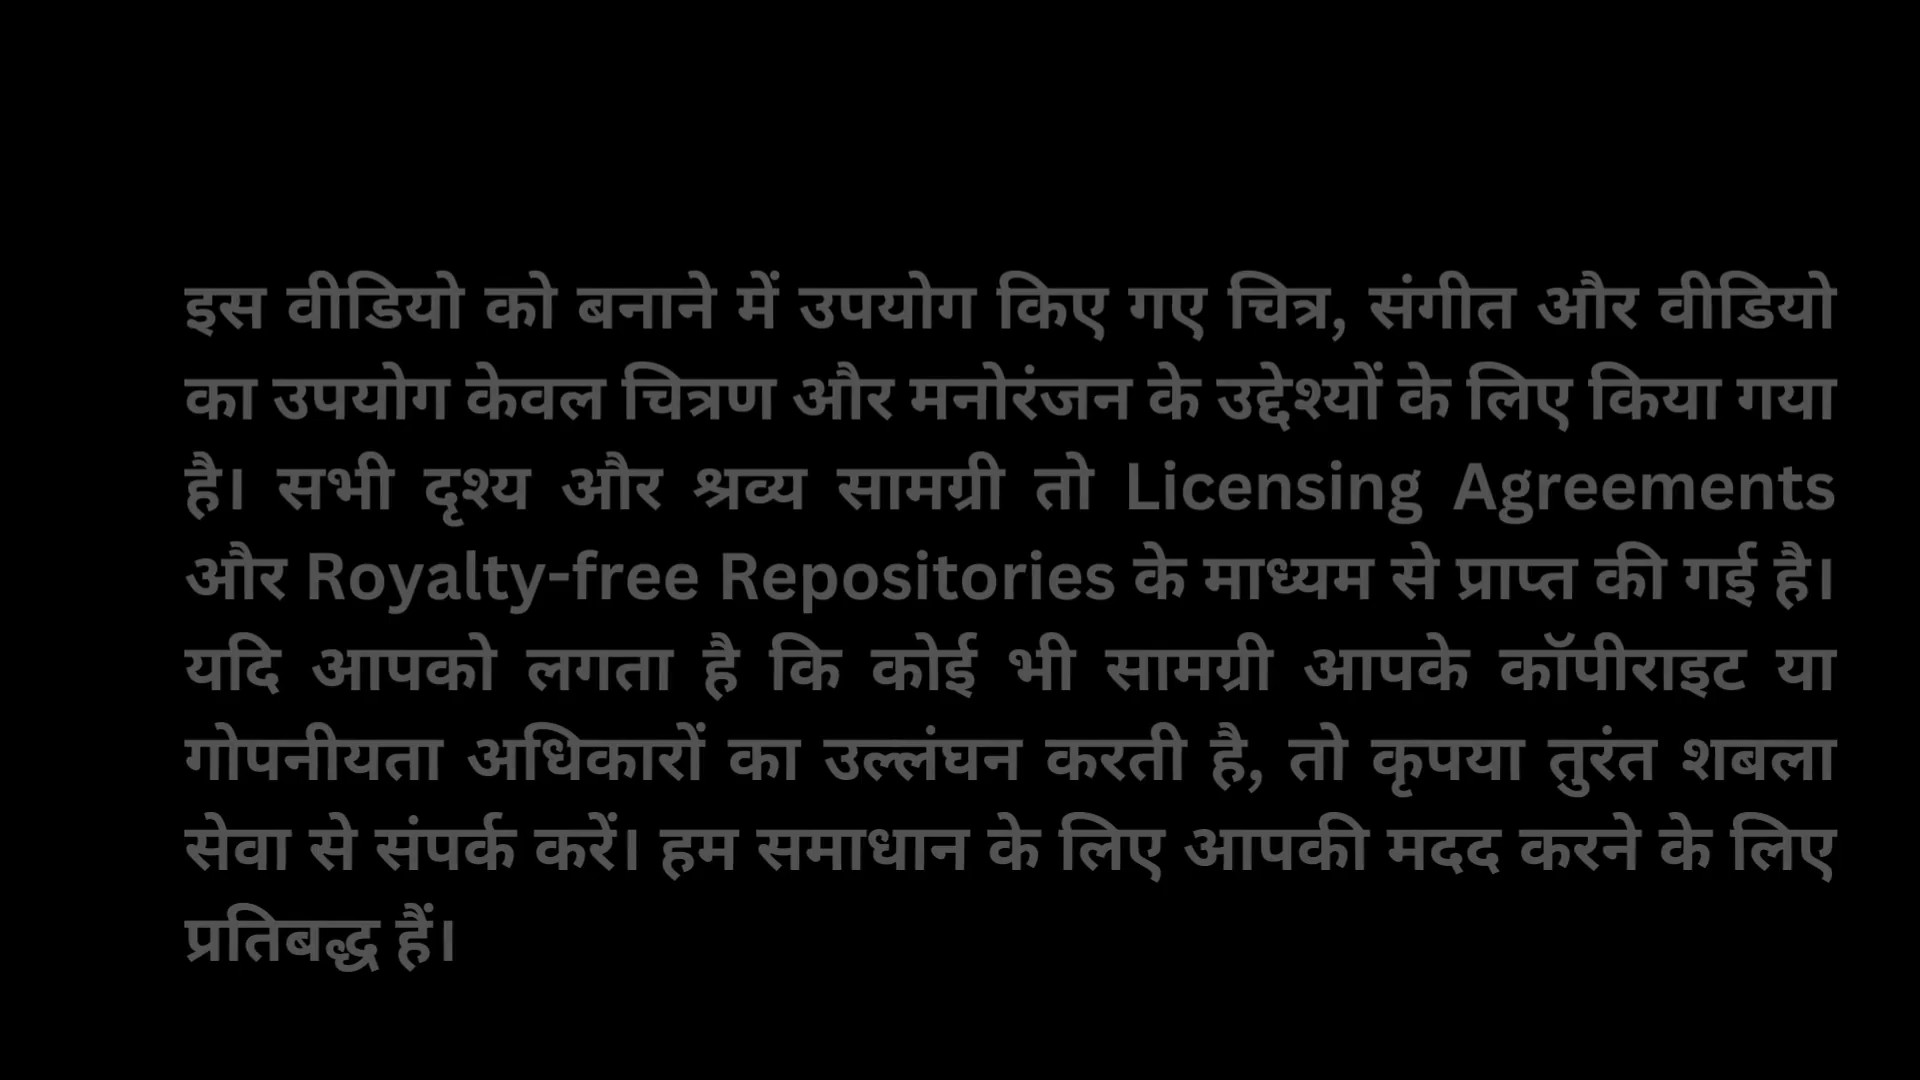 इस वीडियो को बनाने में उपयोग किए गए चित्र, संगीत और वीडियो
का उपयोग केवल चित्रण और मनोरंजन के उद्देश्यों के लिए किया गया
है। सभी दृश्य और श्रव्य सामग्री तो Licensing Agreements
और Royalty-free Repositories के माध्यम से प्राप्त की गई है।
यदि आपको लगता है कि कोई भी सामग्री आपके कॉपीराइट या
गोपनीयता अधिकारों का उल्लंघन करती है, तो कृपया तुरंत शबला
सेवा से संपर्क करें। हम समाधान के लिए आपकी मदद करने के लिए
प्रतिबद्ध हैं।